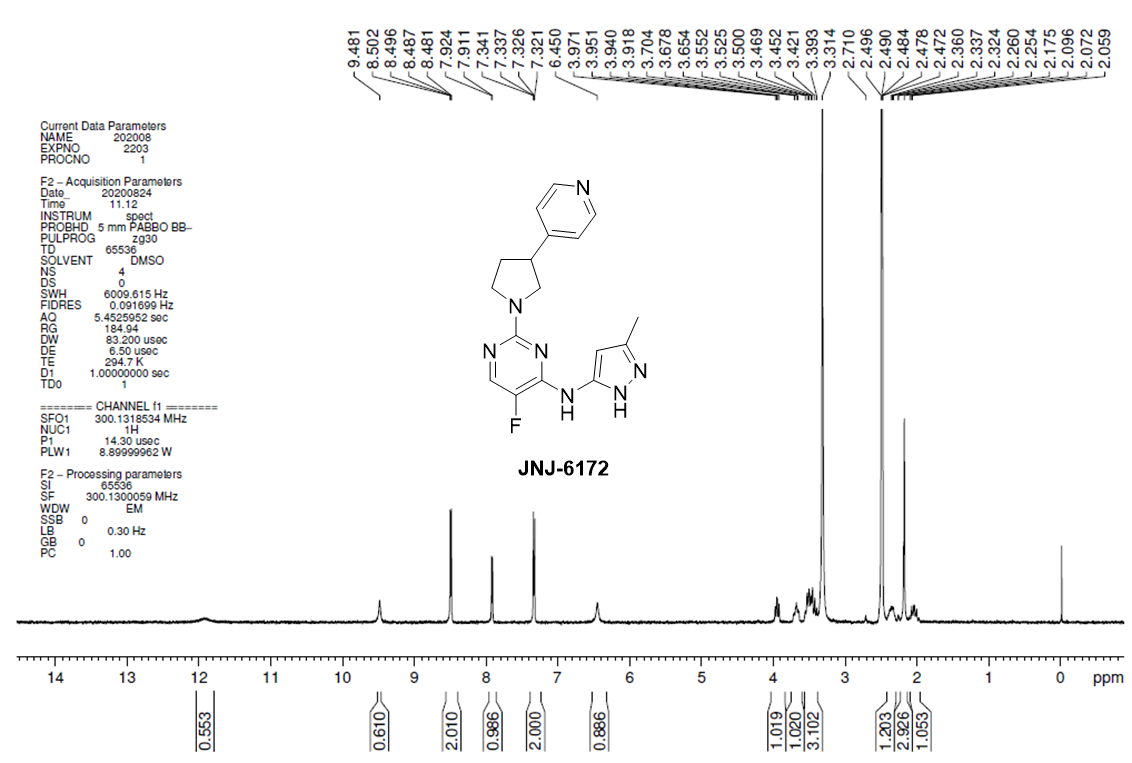 9.481 8.502 8.496 8.487 8.481 7.924 7.911 7.341 7.337 7.326 7.321 6.450 3.971 3.951 3.940 3.918 3.704 3.678 3.654 3.552 3.525 3.500 3.469 3.452 3.421 3.393 3.314 2.710 2.496 2.490 2.484 2.478 2.472 2.360 2.337 2.324 2.260 2.254 2.175 2.096 2.072 2.059
Current Data Parameters
NAME 202008
EXPNO 2203
PROCNO 1
F2 – Acquisition Parameters
Date_ 20200824
Time 11.12
INSTRUM spect
PROBHD 5 mm PABBO BB–
PULPROG zg30
TD 65536
SOLVENT DMSO
NS 4
DS 0
SWH 6009.615 Hz
FIDRES 0.091699 Hz
AQ 5.4525952 sec
RG 184.94
DW 83.200 usec
DE 6.50 usec
TE 294.7 K
D1 1.00000000 sec
TD0 1
======== CHANNEL f1 ========
SFO1 300.1318534 MHz
NUC1 1H
P1 14.30 usec
PLW1 8.89999962 W
F2 – Processing parameters
SI 65536
SF 300.1300059 MHz
WDW EM
SSB 0
LB 0.30 Hz
GB 0
PC 1.00
N
N
N N
N
N N
H H
F
JNJ-6172
14 13 12 11 10 9 8 7 6 5 4 3 2 1 0 ppm
0.553 0.610 2.010 0.986 2.000 0.886 1.019 1.020 3.102 1.203 2.926 1.053